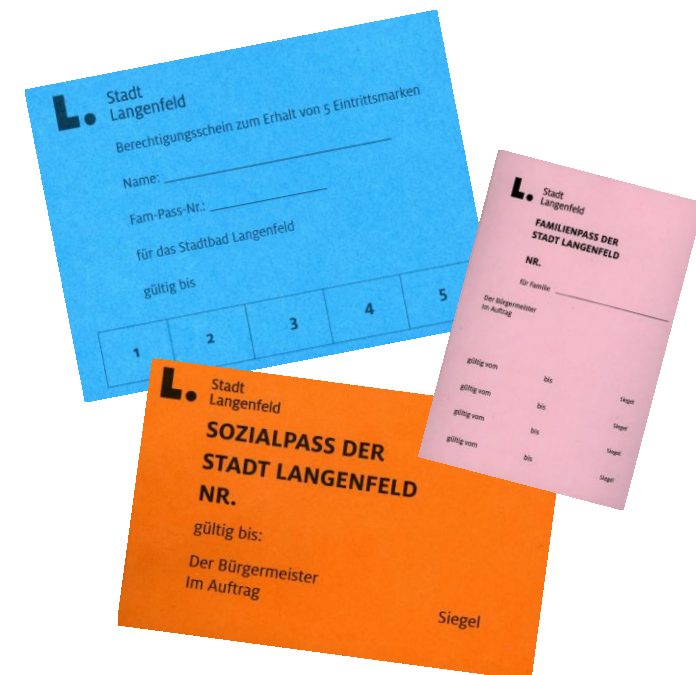 L. Stadt
Langenfeld
Berechtigungsschein zum Erhalt von 5 Eintrittsmarken
Name:
Fam-Pass-Nr.:
für das Stadtbad Langenfeld
gültig bis
1 2 3 4 5
L. Stadt
Langenfeld
FAMILIENPASS DER
STADT LANGENFELD
NR.
für Familie
Der Bürgermeister
Im Auftrag
gültig vom bis Siegel
gültig vom bis Siegel
gültig vom bis Siegel
gültig vom bis Siegel
L. Stadt
Langenfeld
SOZIALPASS DER
STADT LANGENFELD
NR.
gültig bis:
Der Bürgermeister
Im Auftrag
Siegel